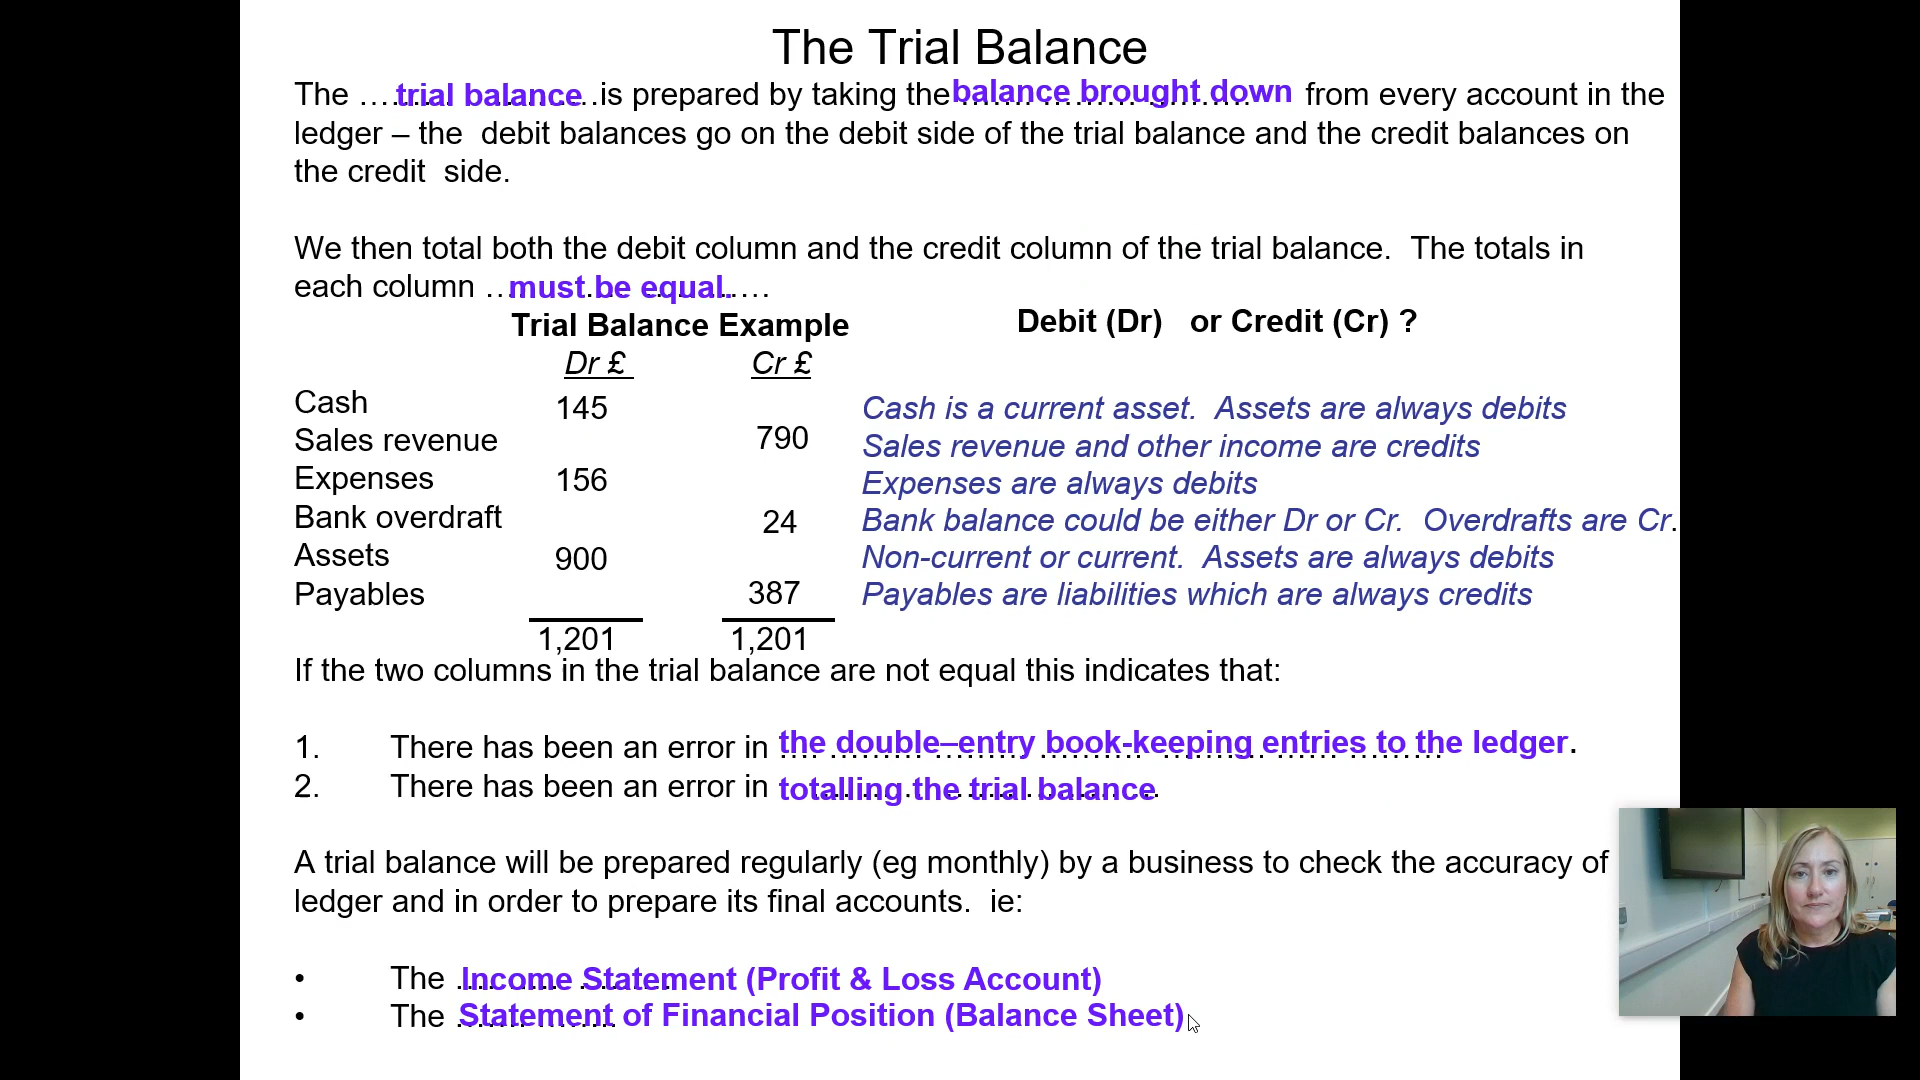 The Trial Balance
The ....trial balance....is prepared by taking the balance brought down from every account in the
ledger – the debit balances go on the debit side of the trial balance and the credit balances on
the credit side.
We then total both the debit column and the credit column of the trial balance. The totals in
each column ...must be equal.....
Trial Balance Example Debit (Dr) or Credit (Cr) ?
Dr £ Cr £
Cash 145 Cash is a current asset. Assets are always debits
Sales revenue 790 Sales revenue and other income are credits
Expenses 156 Expenses are always debits
Bank overdraft 24 Bank balance could be either Dr or Cr. Overdrafts are Cr.
Assets 900 Non-current or current. Assets are always debits
Payables 387 Payables are liabilities which are always credits
1,201 1,201
If the two columns in the trial balance are not equal this indicates that:
1. There has been an error in the double–entry book-keeping entries to the ledger.
2. There has been an error in totalling the trial balance.
A trial balance will be prepared regularly (eg monthly) by a business to check the accuracy of
ledger and in order to prepare its final accounts. ie:
• The Income Statement (Profit & Loss Account)
• The Statement of Financial Position (Balance Sheet)